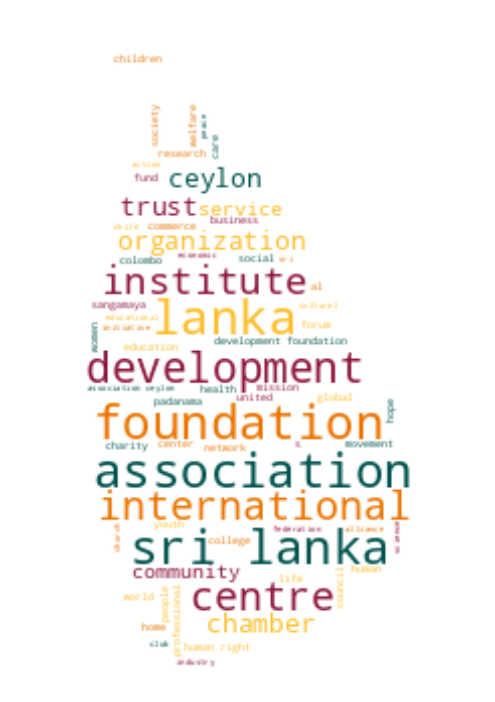 children
society
welfare
peace
care
research
action
fund
ceylon
trust
service
business
child
commerce
organization
economic
colombo
social
sri
institute
al
sangamaya
cultural
lanka
educational
initiative
forum
women
development foundation
education
development
association ceylon
health
mission
united
global
padanama
foundation
hope
charity
center
network
s
movement
association
international
church
youth
federation
alliance
science
sri lanka
college
community
life
human
council
centre
world
people
professional
home
chamber
club
human right
industry